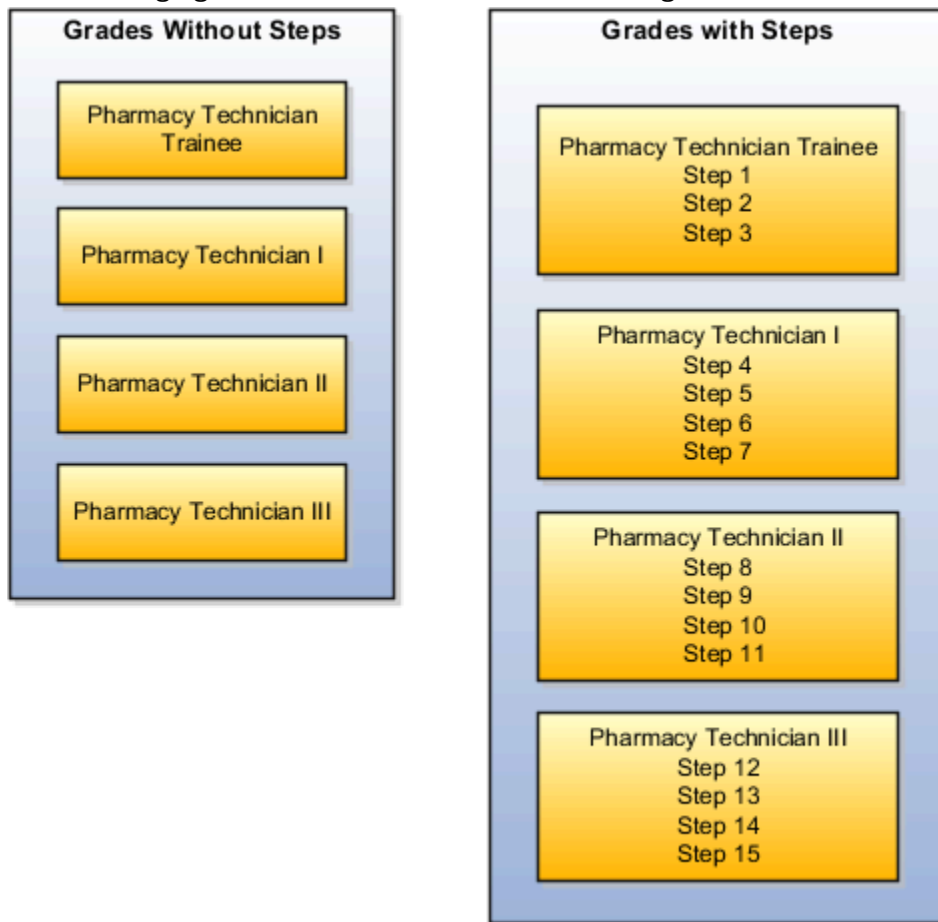 Grades Without Steps
Pharmacy Technician
Trainee
Pharmacy Technician I
Pharmacy Technician II
Pharmacy Technician III
Grades with Steps
Pharmacy Technician Trainee
Step 1
Step 2
Step 3
Pharmacy Technician I
Step 4
Step 5
Step 6
Step 7
Pharmacy Technician II
Step 8
Step 9
Step 10
Step 11
Pharmacy Technician III
Step 12
Step 13
Step 14
Step 15